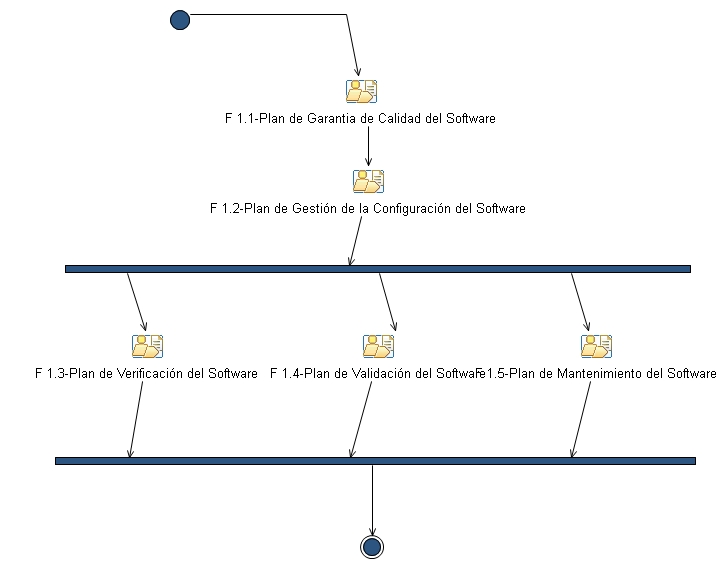 F 1.1-Plan de Garantia de Calidad del Software
F 1.2-Plan de Gestión de la Configuración del Software
F 1.3-Plan de Verificación del Software
F 1.4-Plan de Validación del Software
F 1.5-Plan de Mantenimiento del Software